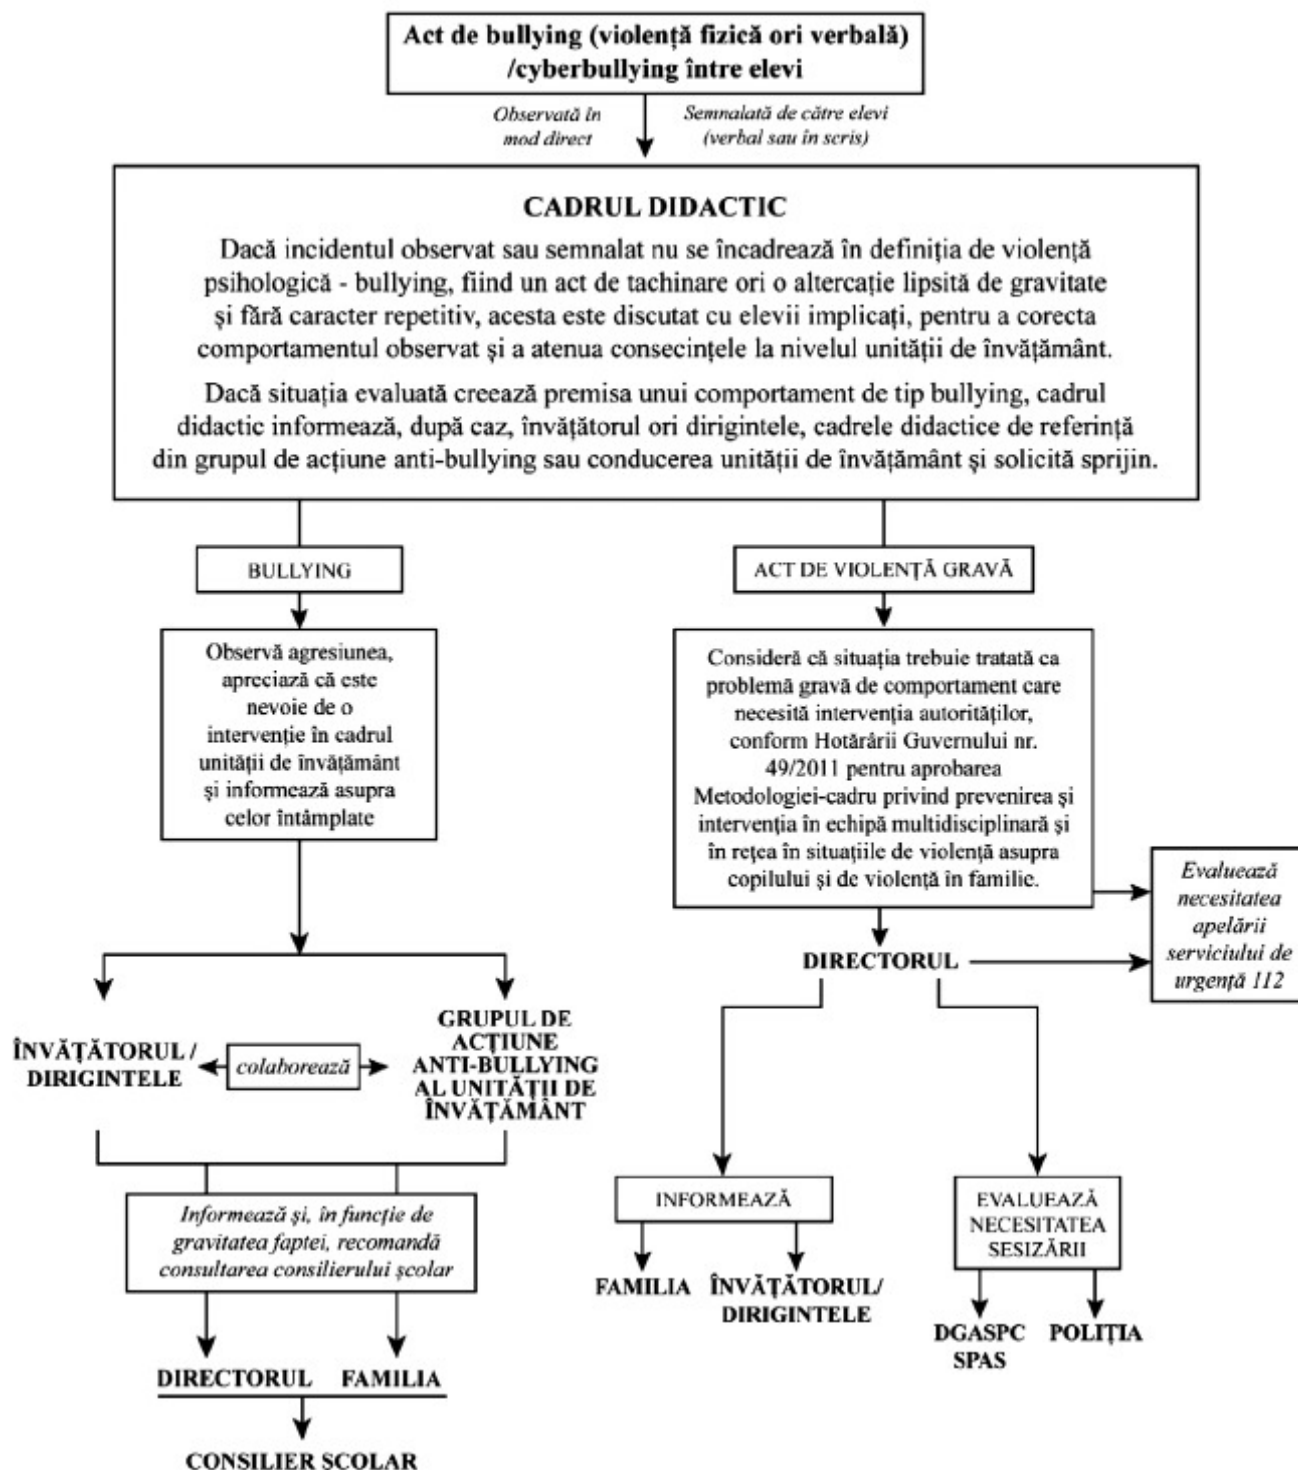 Act de bullying (violență fizică ori verbală)
/cyberbullying între elevi
Observată în
mod direct
Semnalată de către elevi
(verbal sau în scris)
CADRUL DIDACTIC
Dacă incidentul observat sau semnalat nu se încadrează în definiția de violență
psihologică - bullying, fiind un act de tachinare ori o altercație lipsită de gravitate
și fără caracter repetitiv, acesta este discutat cu elevii implicați, pentru a corecta
comportamentul observat și a atenua consecințele la nivelul unității de învățământ.
Dacă situația evaluată creează premisa unui comportament de tip bullying, cadrul
didactic informează, după caz, învățătorul ori dirigintele, cadrele didactice de referință
din grupul de acțiune anti-bullying sau conducerea unității de învățământ și solicită sprijin.
BULLYING
Observă agresiunea,
apreciază că este
nevoie de o
intervenție în cadrul
unității de învățământ
și informează asupra
celor întâmplate
ÎNVĂȚĂTORUL /
DIRIGINTELE
colaborează
GRUPUL DE
ACȚIUNE
ANTI-BULLYING
AL UNITĂȚII DE
ÎNVĂȚĂMÂNT
Informează și, în funcție de
gravitatea faptei, recomandă
consultarea consilierului școlar
DIRECTORUL
FAMILIA
CONSILIER SCOLAR
ACT DE VIOLENȚĂ GRAVĂ
Consideră că situația trebuie tratată ca
problemă gravă de comportament care
necesită intervenția autorităților,
conform Hotărârii Guvernului nr.
49/2011 pentru aprobarea
Metodologiei-cadru privind prevenirea și
intervenția în echipă multidisciplinară și
în rețea în situațiile de violență asupra
copilului și de violență în familie.
Evaluează
necesitatea
apelării
serviciului de
urgență 112
DIRECTORUL
INFORMEAZĂ
FAMILIA
ÎNVĂȚĂTORUL/
DIRIGINTELE
EVALUEAZĂ
NECESITATEA
SESIZĂRII
DGASPC
SPAS
POLIȚIA